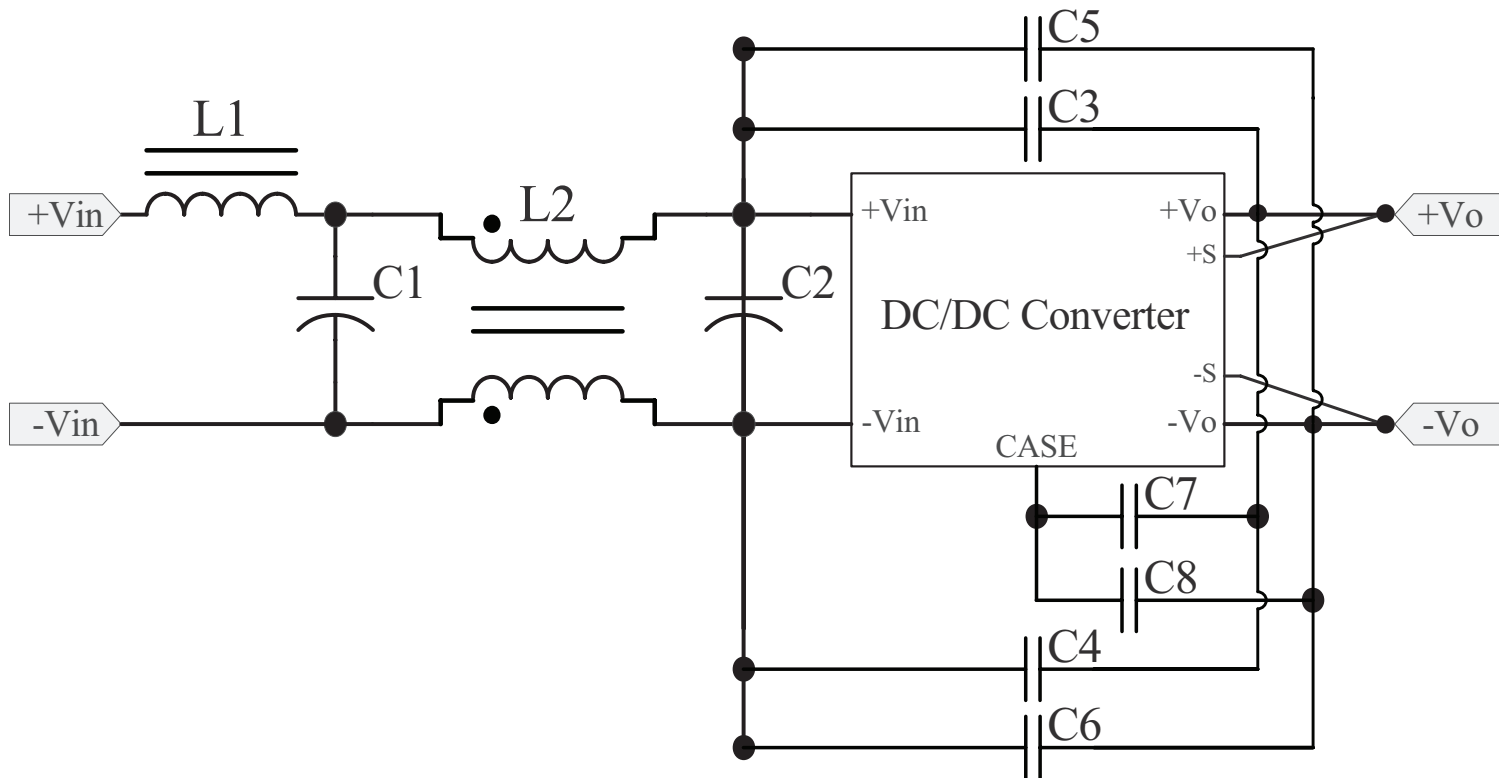 C5
C3
L1
+Vin
L2
+Vin
+Vo
+Vo
+S
C1
C2
DC/DC Converter
-S
-Vin
-Vin
-Vo
-Vo
CASE
C7
C8
C4
C6